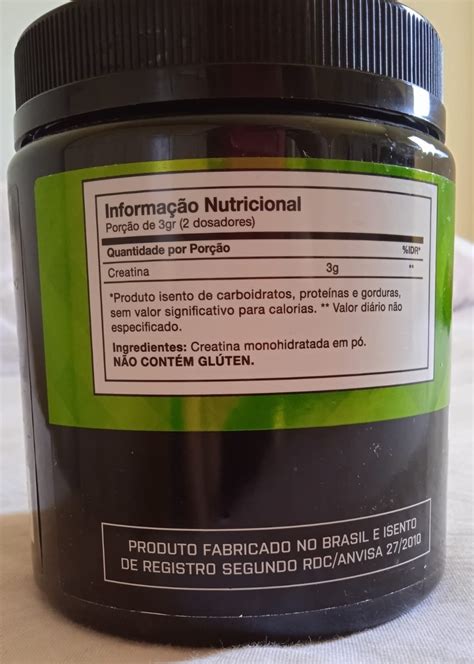 Informação Nutricional
Porção de 3gr (2 dosadores)
Quantidade por Porção %IDR*
Creatina 3g **
*Produto isento de carboidratos, proteínas e gorduras,
sem valor significativo para calorias. ** Valor diário não
especificado.
Ingredientes: Creatina monohidratada em pó.
NÃO CONTÉM GLÚTEN.
PRODUTO FABRICADO NO BRASIL E ISENTO
DE REGISTRO SEGUNDO RDC/ANVISA 27/2010